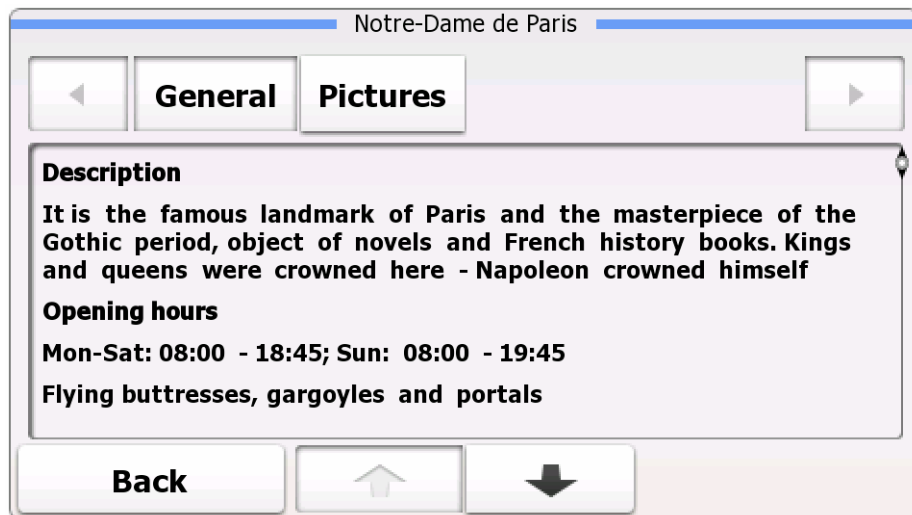 Notre-Dame de Paris
General Pictures
Description
It is the famous landmark of Paris and the masterpiece of the
Gothic period, object of novels and French history books. Kings
and queens were crowned here - Napoleon crowned himself
Opening hours
Mon-Sat: 08:00 - 18:45; Sun: 08:00 - 19:45
Flying buttresses, gargoyles and portals
Back